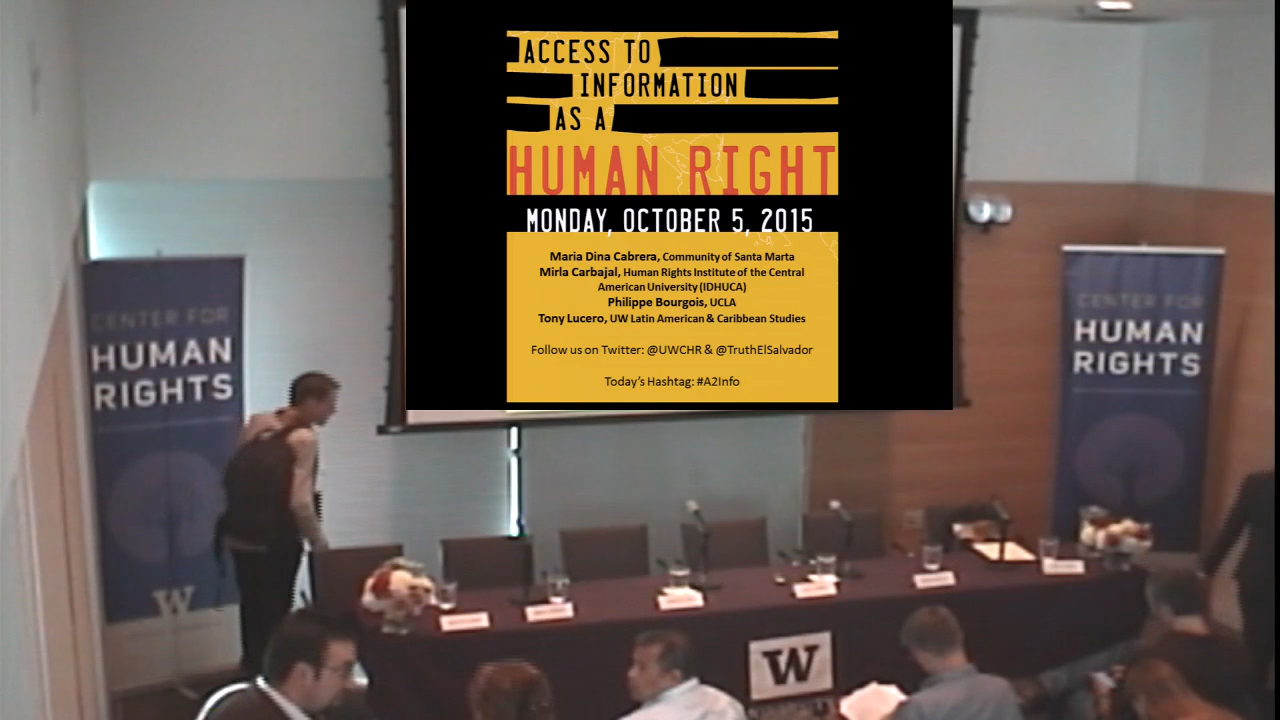 ACCESS TO
INFORMATION
AS A
HUMAN RIGHT
MONDAY, OCTOBER 5, 2015
Maria Dina Cabrera, Community of Santa Marta
Mirla Carbajal, Human Rights Institute of the Central
American University (IDHUCA)
Philippe Bourgois, UCLA
Tony Lucero, UW Latin American & Caribbean Studies
Follow us on Twitter: @UWCHR & @TruthElSalvador
Today's Hashtag: #A2Info
CENTER FOR
HUMAN
RIGHTS
W
CENTER FOR
HUMAN
RIGHTS
W